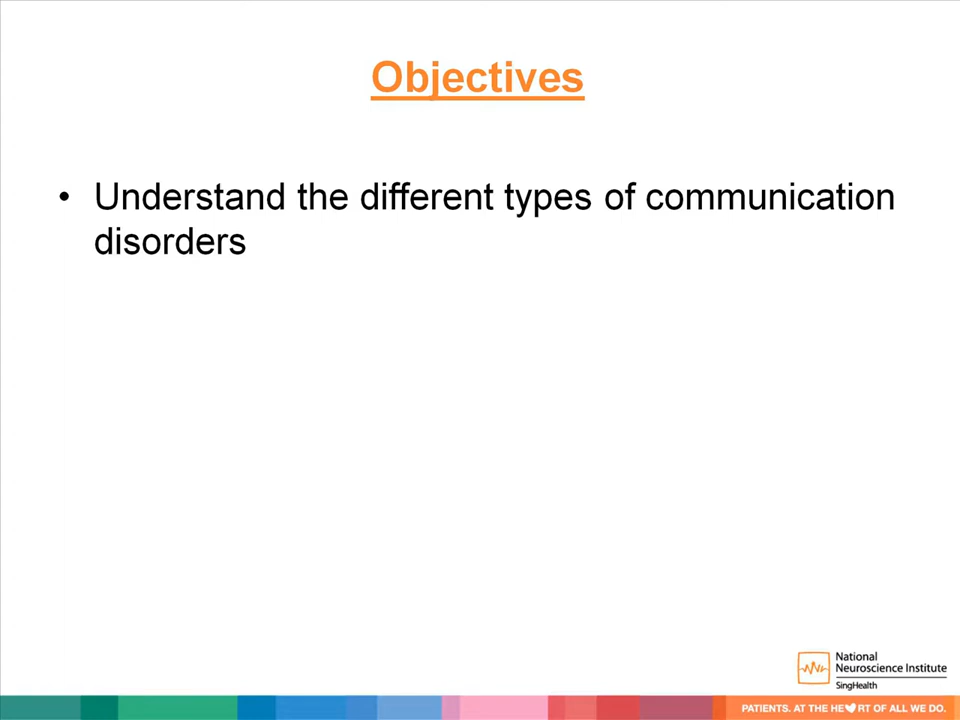 Objectives
• Understand the different types of communication
disorders
National
Neuroscience Institute
SingHealth
PATIENTS. AT THE HE♥RT OF ALL WE DO.